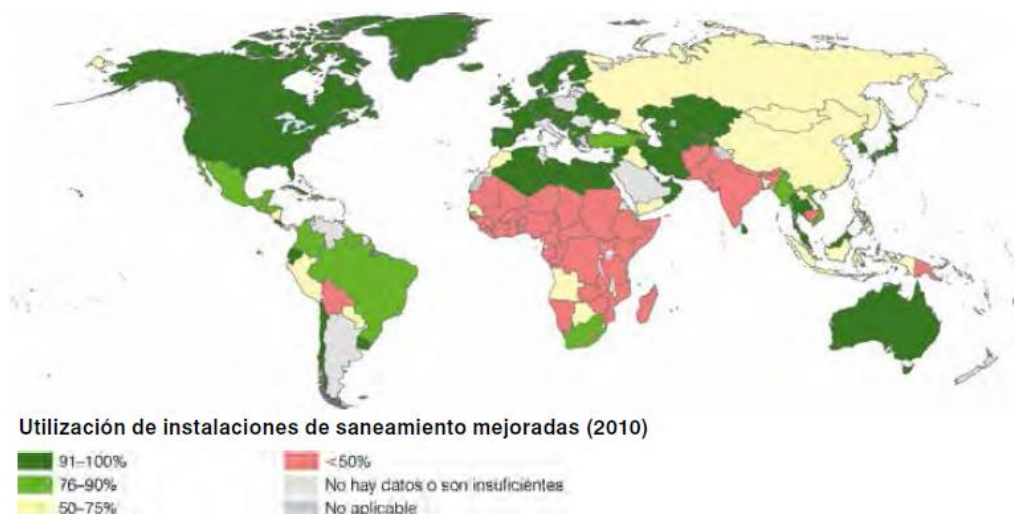 Utilización de instalaciones de saneamiento mejoradas (2010)
91–100%
76–90%
50–75%
<50%
No hay datos o son insuficientes
No aplicable